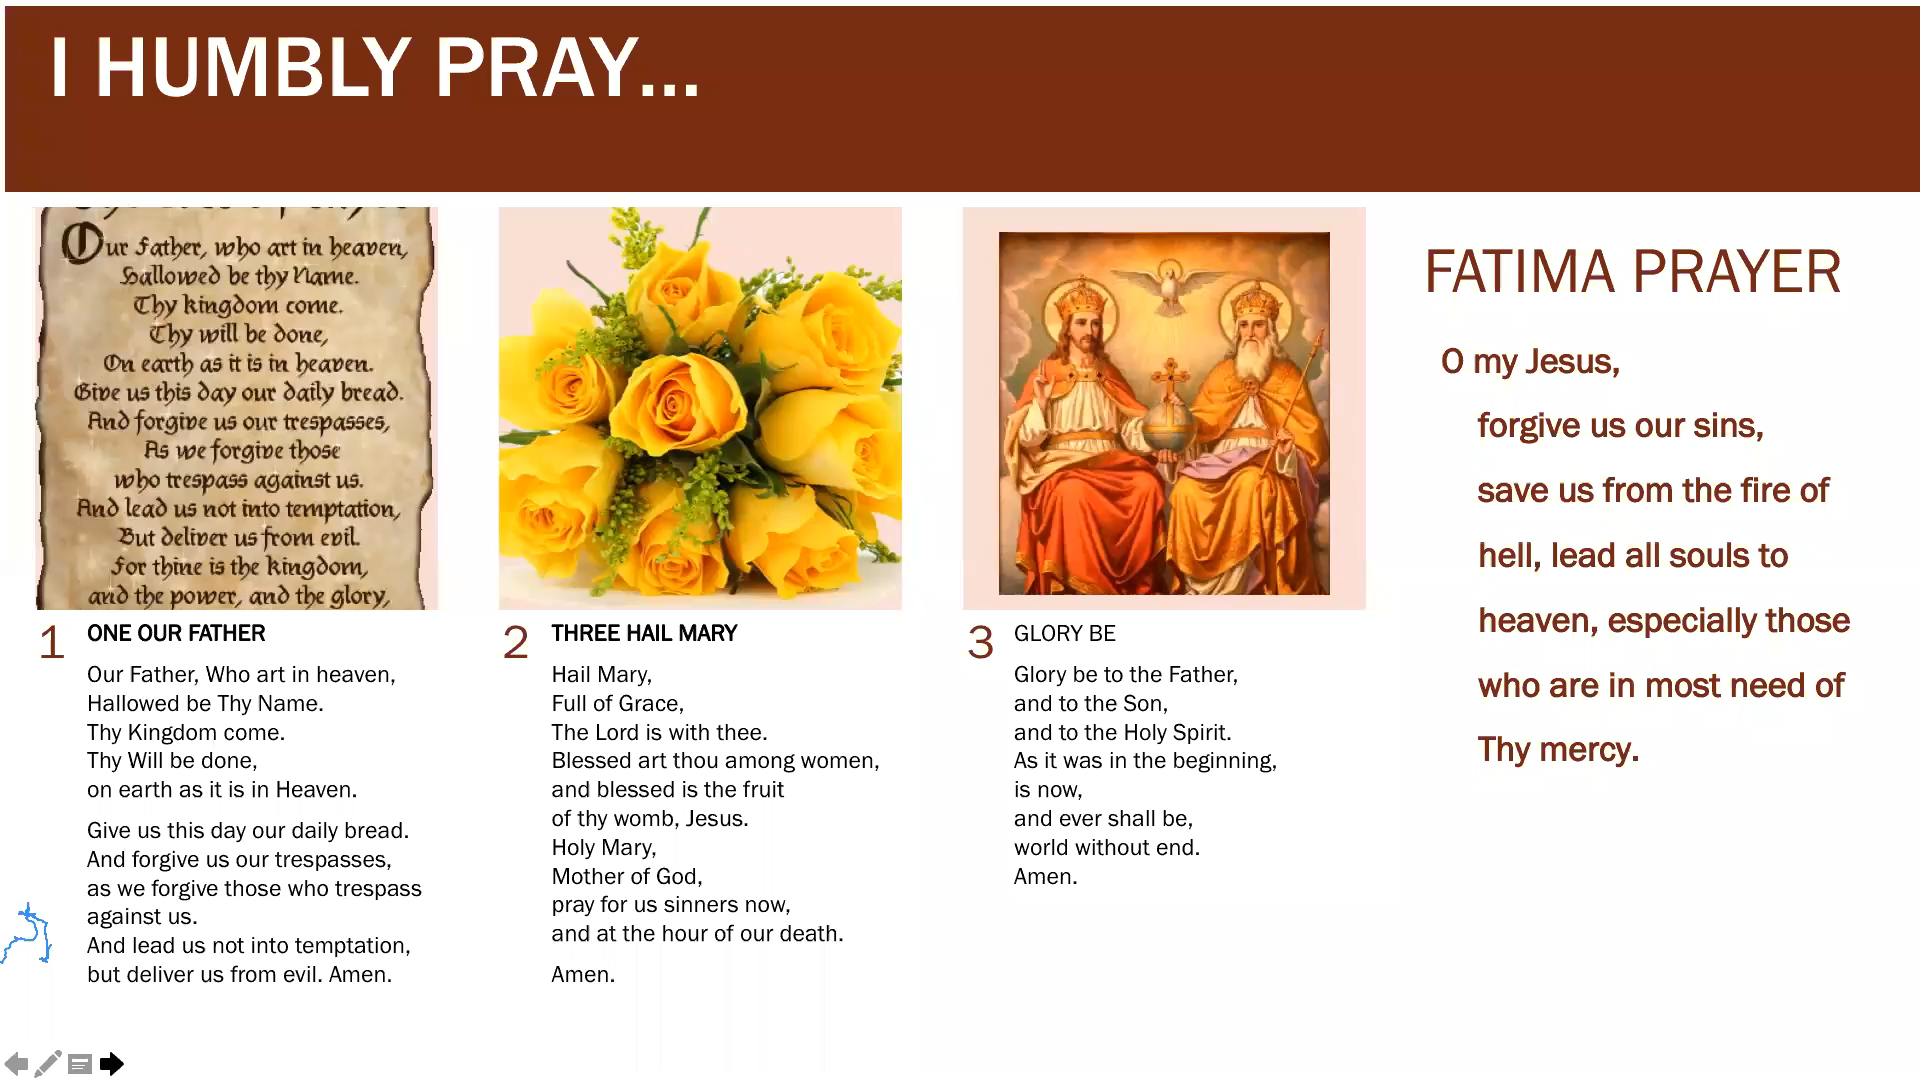 I HUMBLY PRAY...
Our Father, who art in heaven,
Hallowed be thy Name.
Thy kingdom come.
Thy will be done,
On earth as it is in heaven.
Give us this day our daily bread.
And forgive us our trespasses,
As we forgive those
who trespass against us.
And lead us not into temptation,
But deliver us from evil.
For thine is the kingdom,
and the power, and the glory,
1 ONE OUR FATHER
Our Father, Who art in heaven,
Hallowed be Thy Name.
Thy Kingdom come.
Thy Will be done,
on earth as it is in Heaven.
Give us this day our daily bread.
And forgive us our trespasses,
as we forgive those who trespass
against us.
And lead us not into temptation,
but deliver us from evil. Amen.
2 THREE HAIL MARY
Hail Mary,
Full of Grace,
The Lord is with thee.
Blessed art thou among women,
and blessed is the fruit
of thy womb, Jesus.
Holy Mary,
Mother of God,
pray for us sinners now,
and at the hour of our death.
Amen.
3 GLORY BE
Glory be to the Father,
and to the Son,
and to the Holy Spirit.
As it was in the beginning,
is now,
and ever shall be,
world without end.
Amen.
FATIMA PRAYER
O my Jesus,
forgive us our sins,
save us from the fire of
hell, lead all souls to
heaven, especially those
who are in most need of
Thy mercy.